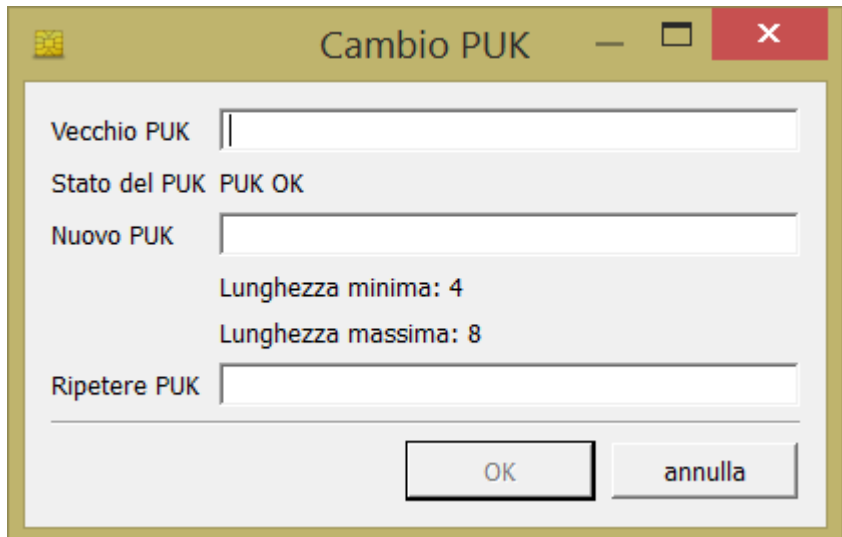 Cambio PUK
Vecchio PUK
Stato del PUK PUK OK
Nuovo PUK
Lunghezza minima: 4
Lunghezza massima: 8
Ripetere PUK
OK annulla